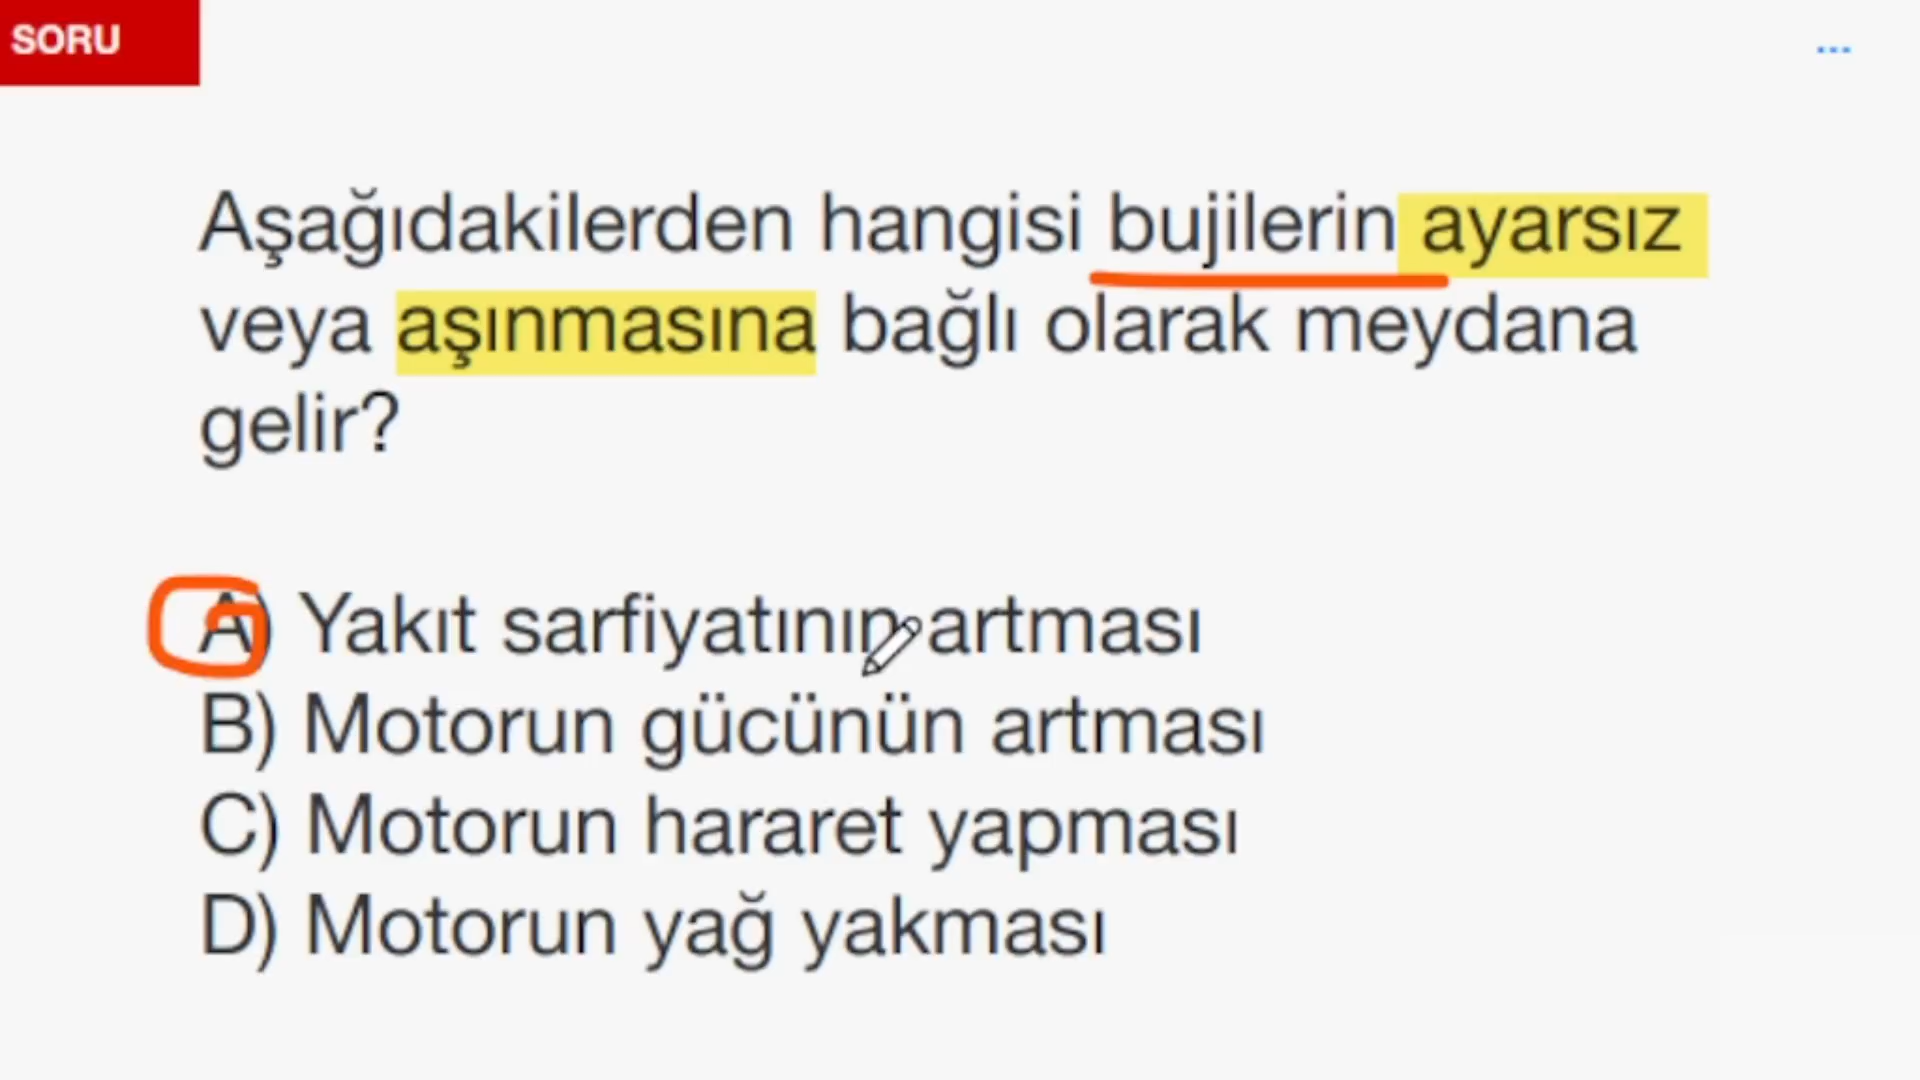 SORU
Aşağıdakilerden hangisi bujilerin ayarsız
veya aşınmasına bağlı olarak meydana
gelir?
A) Yakıt sarfiyatının artması
B) Motorun gücünün artması
C) Motorun hararet yapması
D) Motorun yağ yakması